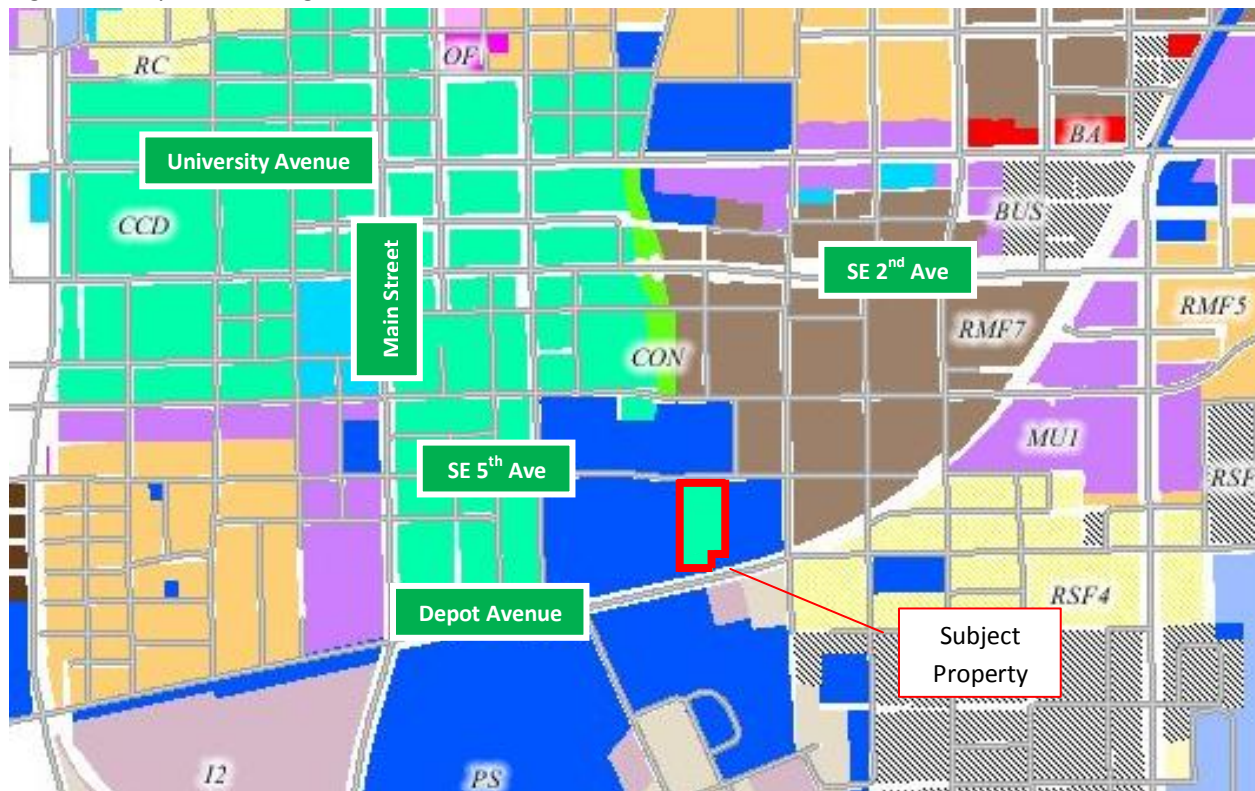 RC
OF
University Avenue
BA
CCD
BUS
Main Street
SE 2nd Ave
RMF5
RMF7
CON
MU1
SE 5th Ave
RSF
RSF4
Depot Avenue
Subject
Property
I2
PS